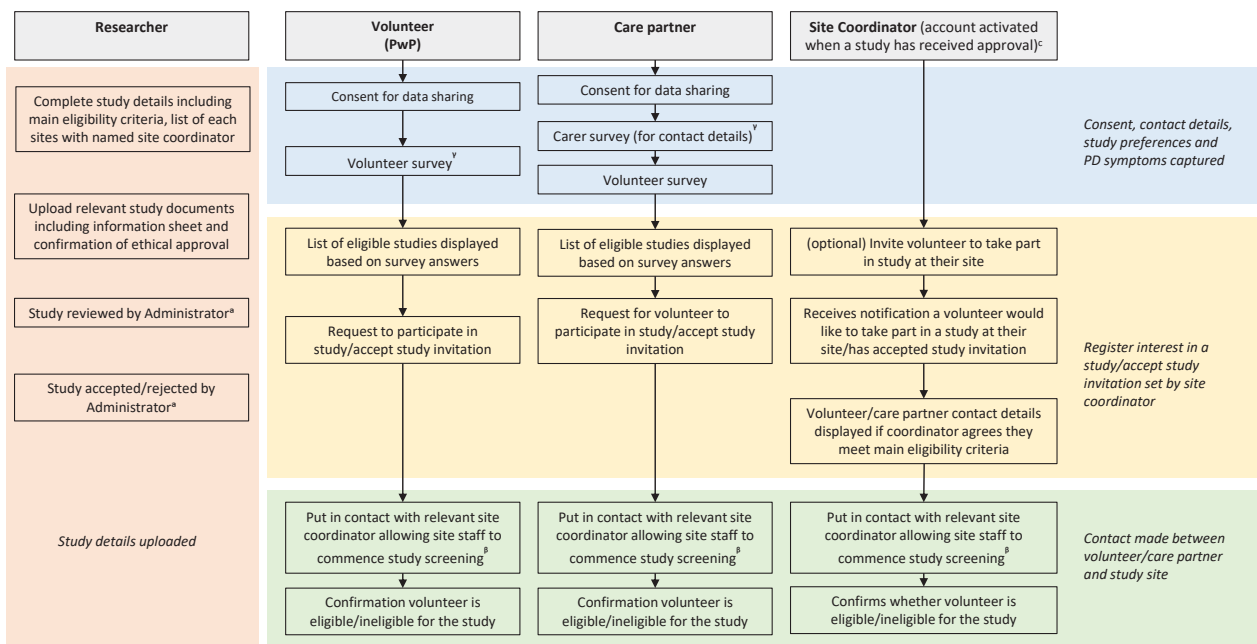 Researcher
Complete study details including
main eligibility criteria, list of each
sites with named site coordinator
Upload relevant study documents
including information sheet and
confirmation of ethical approval
Study reviewed by Administratorª
Study accepted/rejected by
Administratorª
Study details uploaded
Volunteer
(PwP)
Consent for data sharing
Volunteer survey^γ
List of eligible studies displayed
based on survey answers
Request to participate in
study/accept study invitation
Put in contact with relevant site
coordinator allowing site staff to
commence study screening^β
Confirmation volunteer is
eligible/ineligible for the study
Care partner
Consent for data sharing
Carer survey (for contact details)^γ
Volunteer survey
List of eligible studies displayed
based on survey answers
Request for volunteer to
participate in study/accept study
invitation
Put in contact with relevant site
coordinator allowing site staff to
commence study screening^β
Confirmation volunteer is
eligible/ineligible for the study
Site Coordinator (account activated
when a study has received approval)ᶜ
(optional) Invite volunteer to take part
in study at their site
Receives notification a volunteer would
like to take part in a study at their
site/has accepted study invitation
Volunteer/care partner contact details
displayed if coordinator agrees they
meet main eligibility criteria
Put in contact with relevant site
coordinator allowing site staff to
commence study screening^β
Confirms whether volunteer is
eligible/ineligible for the study
Consent, contact details,
study preferences and
PD symptoms captured
Register interest in a
study/accept study
invitation set by site
coordinator
Contact made between
volunteer/care partner
and study site